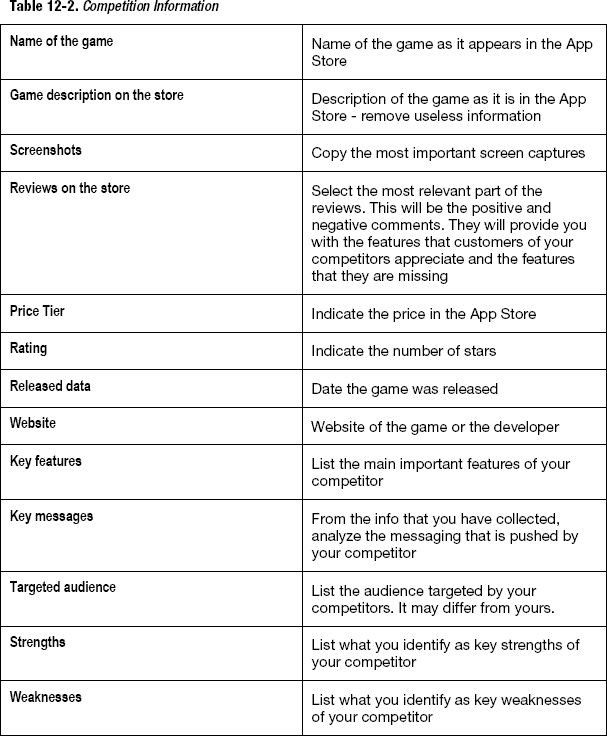 Table 12-2. Competition Information
Name of the game
Name of the game as it appears in the App
Store
Game description on the store
Description of the game as it is in the App
Store - remove useless information
Screenshots
Copy the most important screen captures
Reviews on the store
Select the most relevant part of the
reviews. This will be the positive and
negative comments. They will provide you
with the features that customers of your
competitors appreciate and the features
that they are missing
Price Tier
Indicate the price in the App Store
Rating
Indicate the number of stars
Released data
Date the game was released
Website
Website of the game or the developer
Key features
List the main important features of your
competitor
Key messages
From the info that you have collected,
analyze the messaging that is pushed by
your competitor
Targeted audience
List the audience targeted by your
competitors. It may differ from yours.
Strengths
List what you identify as key strengths of
your competitor
Weaknesses
List what you identify as key weaknesses
of your competitor